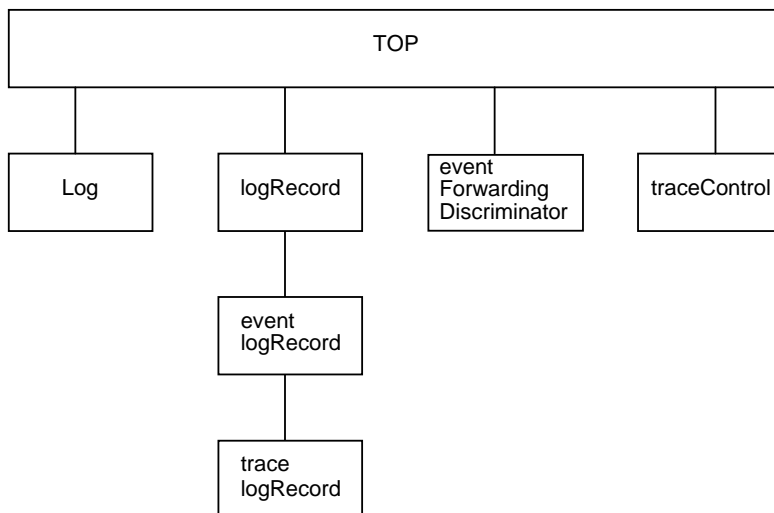 TOP
Log
logRecord
event
Forwarding
Discriminator
traceControl
event
logRecord
trace
logRecord